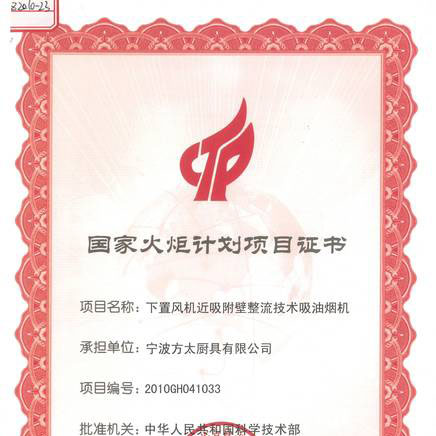 国家火炬计划项目证书
项目名称：下置风机近吸附壁整流技术吸油烟机
承担单位：宁波方太厨具有限公司
项目编号：2010GH041033
批准机关：中华人民共和国科学技术部